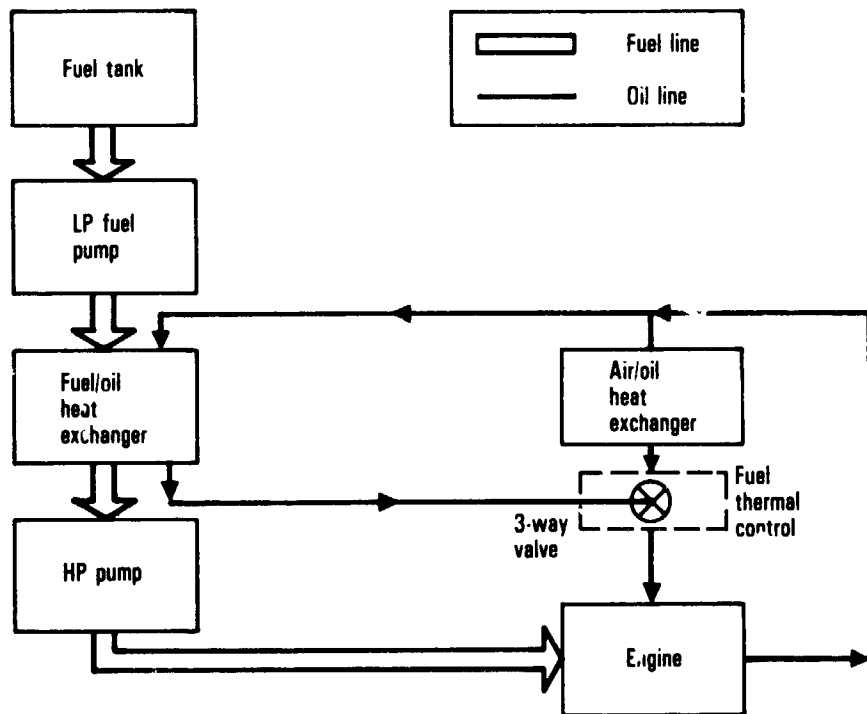 Fuel tank
Fuel line
Oil line
LP fuel
pump
Fuel/oil
heat
exchanger
Air/oil
heat
exchanger
Fuel
thermal
control
3-way
valve
HP pump
Engine